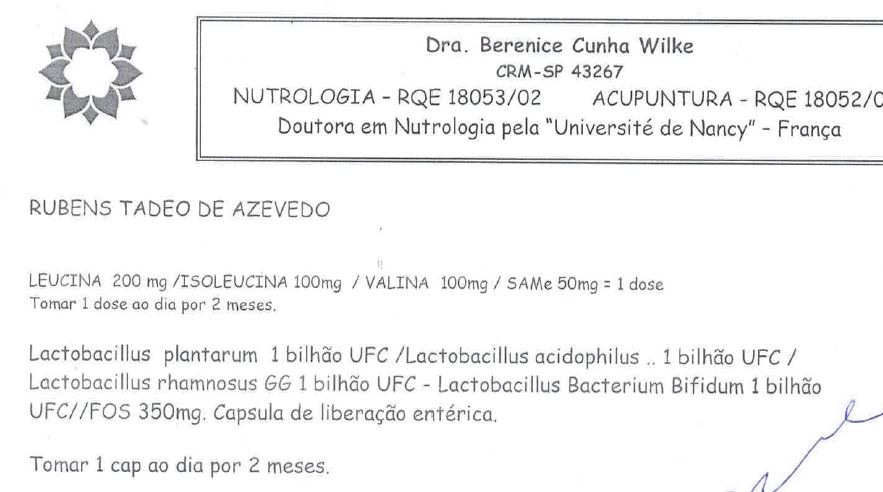 Dra. Berenice Cunha Wilke
CRM-SP 43267
NUTROLOGIA - RQE 18053/02 ACUPUNTURA - RQE 18052/0
Doutora em Nutrologia pela "Université de Nancy" - França
RUBENS TADEO DE AZEVEDO
LEUCINA 200 mg /ISOLEUCINA 100mg / VALINA 100mg / SAMe 50mg = 1 dose
Tomar 1 dose ao dia por 2 meses.
Lactobacillus plantarum 1 bilhão UFC /Lactobacillus acidophilus .. 1 bilhão UFC /
Lactobacillus rhamnosus GG 1 bilhão UFC - Lactobacillus Bacterium Bifidum 1 bilhão
UFC//FOS 350mg. Capsula de liberação entérica.
Tomar 1 cap ao dia por 2 meses.